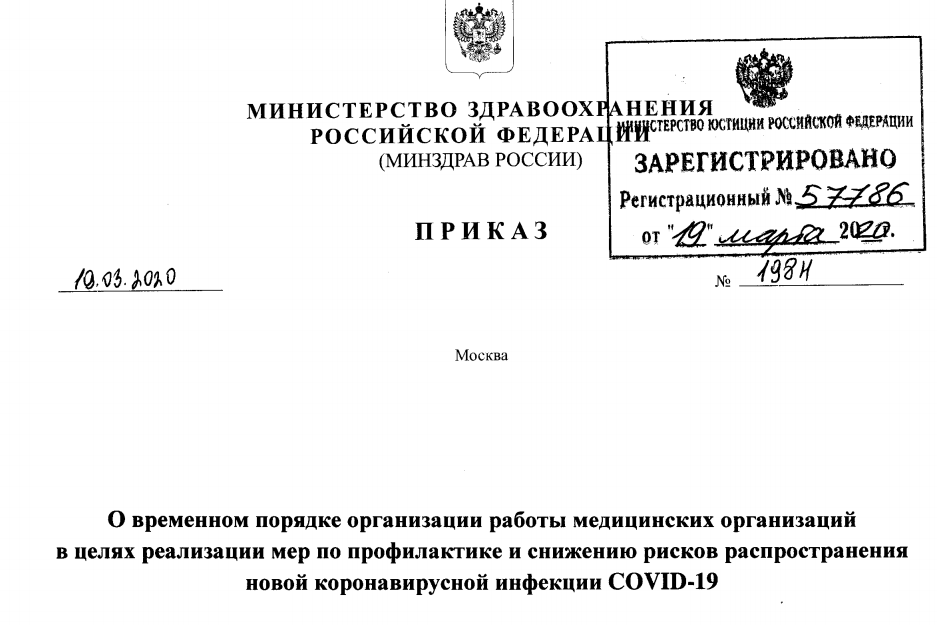 МИНИСТЕРСТВО ЗДРАВООХРАНЕНИЯ
РОССИЙСКОЙ ФЕДЕРАЦИИ
(МИНЗДРАВ РОССИИ)
МИНИСТЕРСТВО ЮСТИЦИИ РОССИЙСКОЙ ФЕДЕРАЦИИ
ЗАРЕГИСТРИРОВАНО
Регистрационный № 57786
от "19" марта 2020.
ПРИКАЗ
19.03.2020
№ 198н
Москва
О временном порядке организации работы медицинских организаций
в целях реализации мер по профилактике и снижению рисков распространения
новой коронавирусной инфекции COVID-19